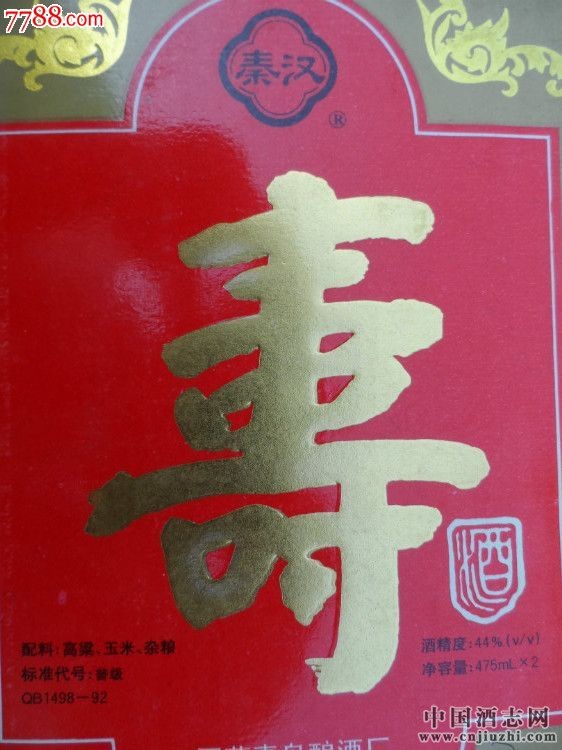 7788.com
秦汉
®
壽
酒
配料：高粱、玉米、杂粮
标准代号：普级
QB1498-92
酒精度：44%(v/v)
净容量：475mL×2
中国酒志网
www.cnjiuzhi.com